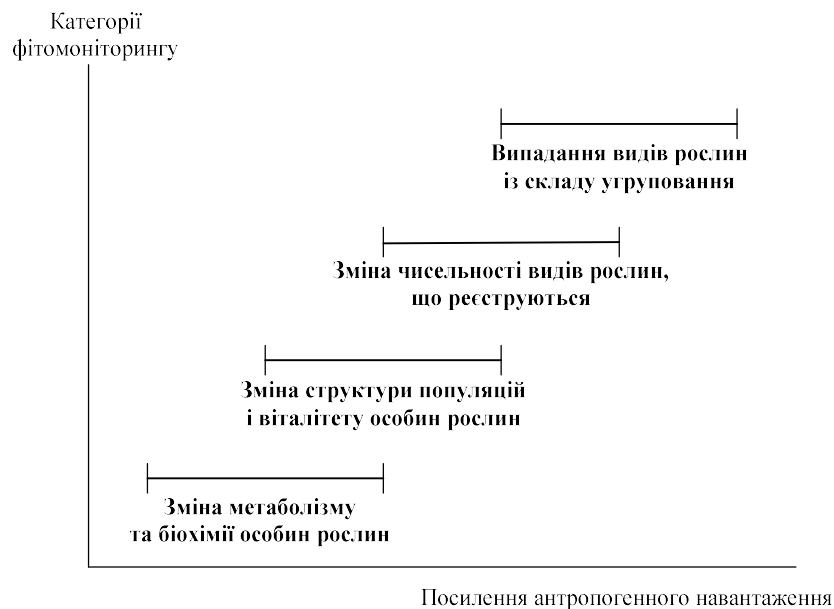 Категорії
фітомоніторингу
Випадання видів рослин
із складу угруповання
Зміна чисельності видів рослин,
що реєструються
Зміна структури популяцій
і віталітету особин рослин
Зміна метаболізму
та біохімії особин рослин
Посилення антропогенного навантаження